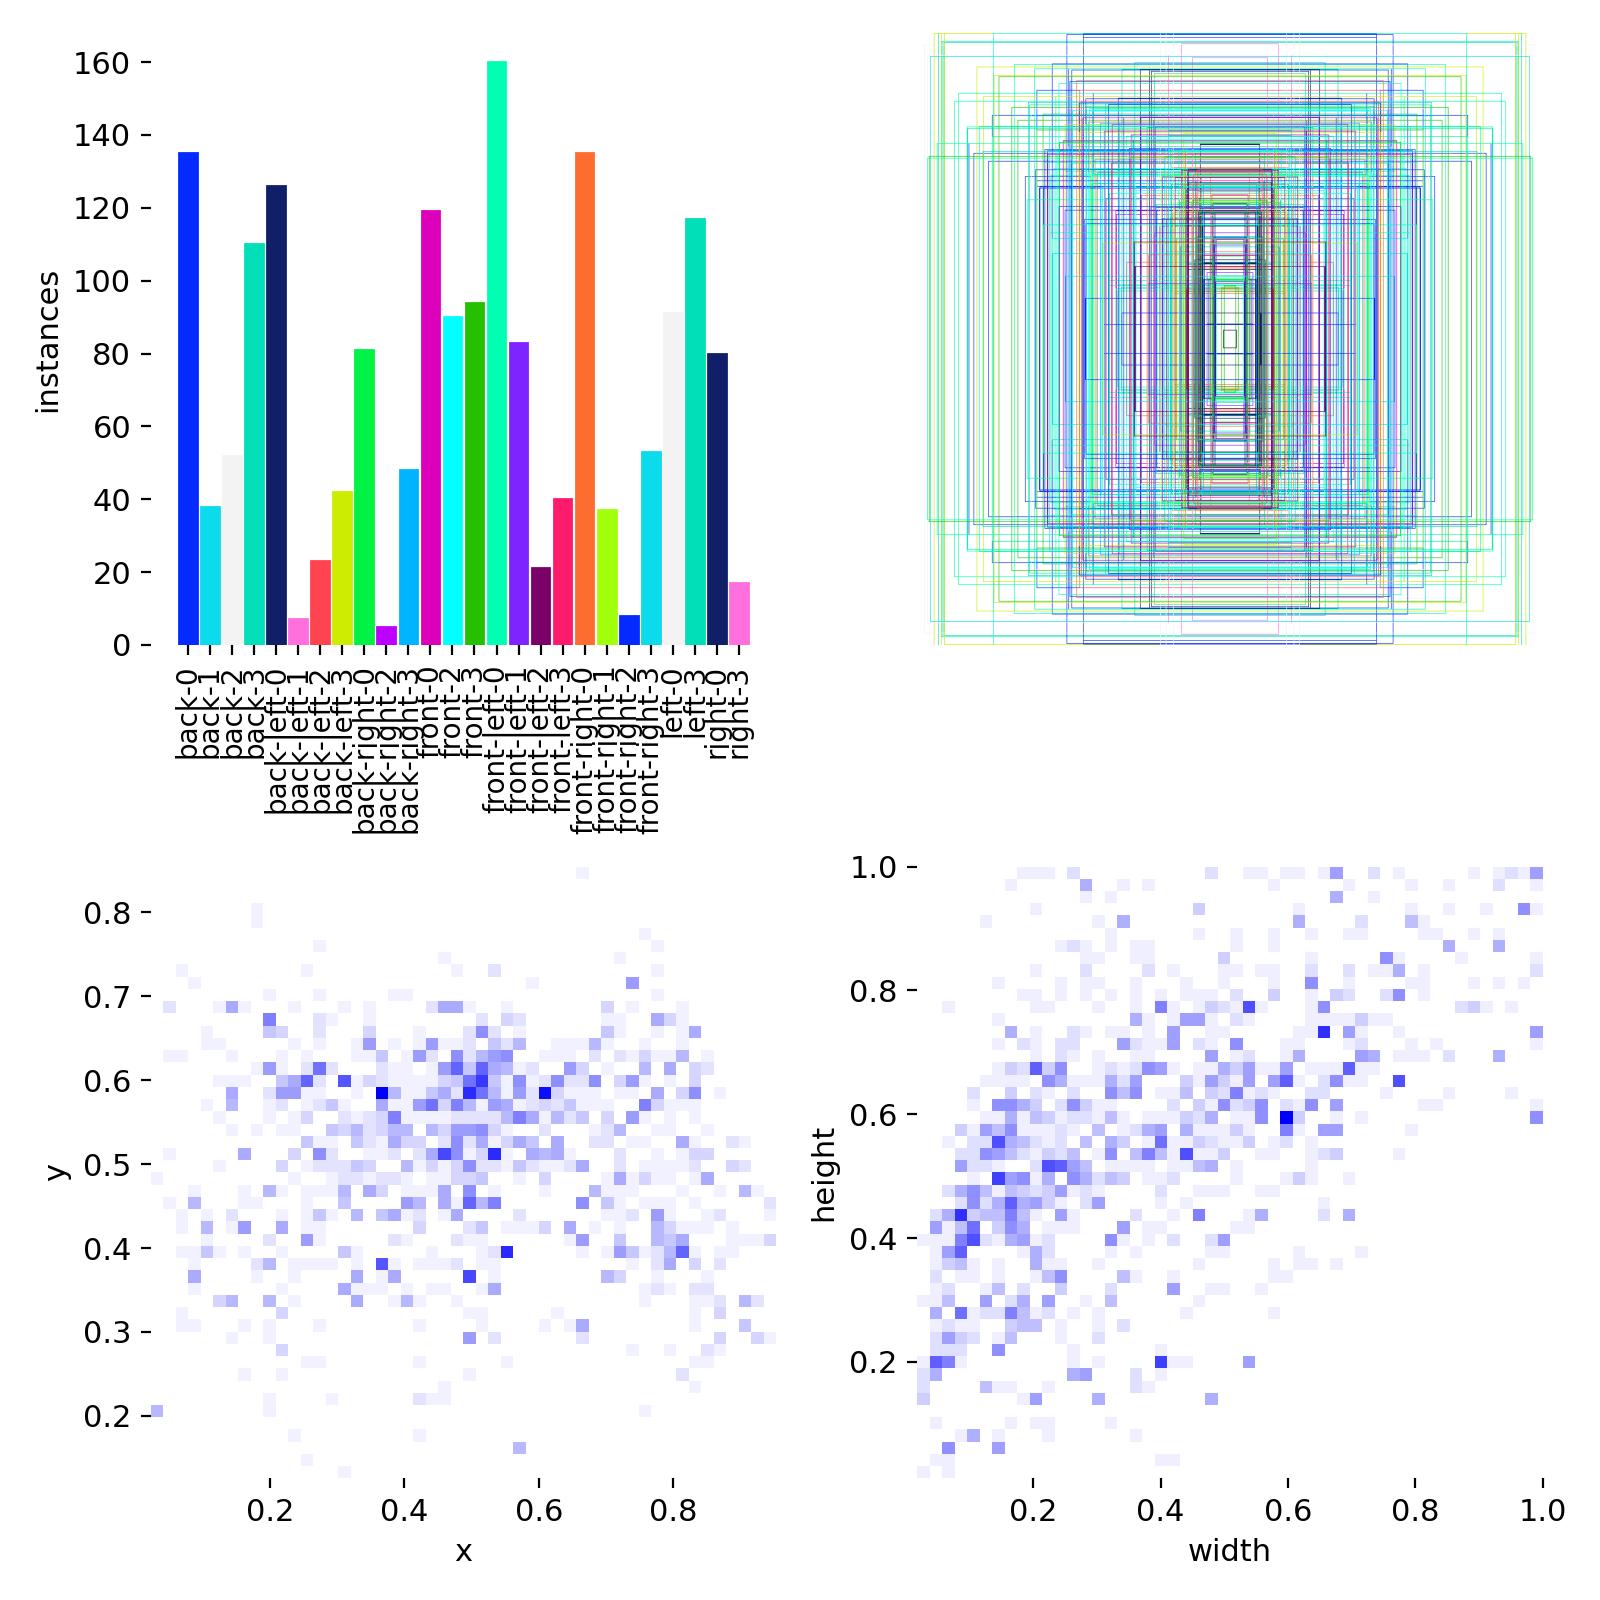 instances
160
140
120
100
80
60
40
20
0
back-0
back-1
back-2
back-3
back-left-0
back-left-1
back-left-2
back-left-3
back-right-0
back-right-2
back-right-3
front-0
front-2
front-3
front-left-0
front-left-1
front-left-2
front-left-3
front-right-0
front-right-1
front-right-2
front-right-3
left-0
left-3
right-0
right-3
y
0.8
0.7
0.6
0.5
0.4
0.3
0.2
0.2 0.4 0.6 0.8
x
height
1.0
0.8
0.6
0.4
0.2
0.2 0.4 0.6 0.8 1.0
width